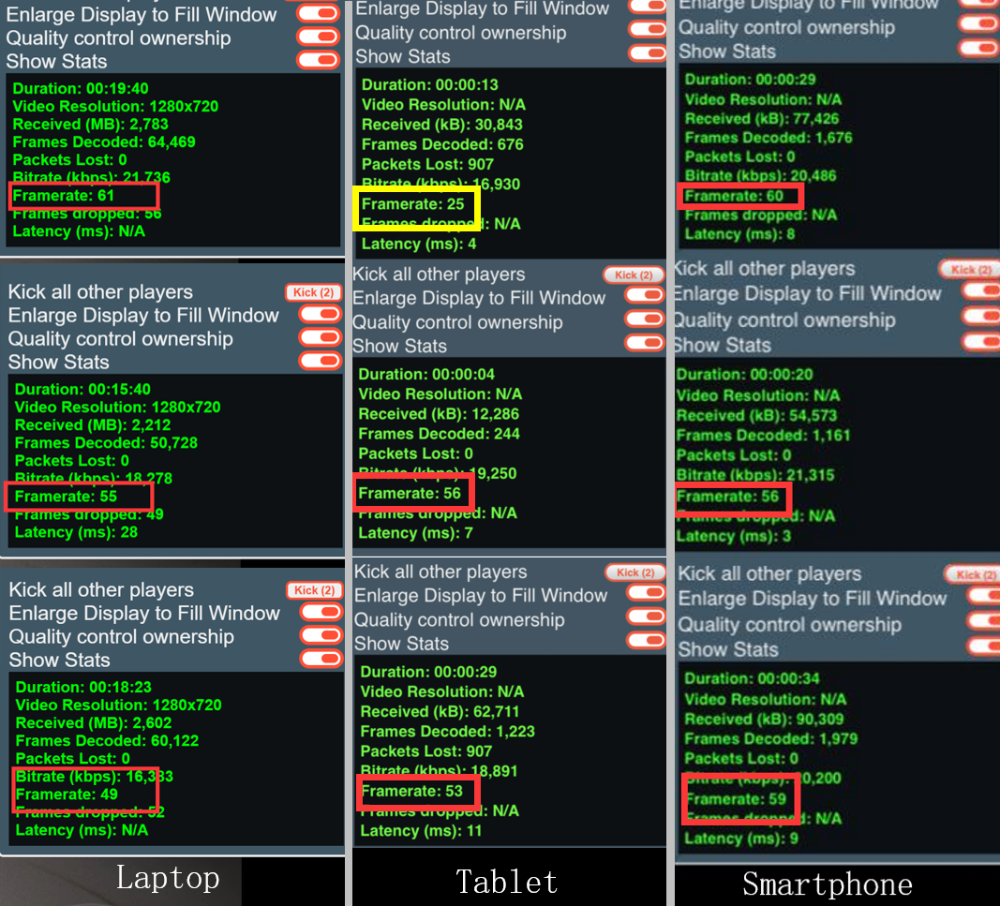 Enlarge Display to Fill Window
Quality control ownership
Show Stats
Duration: 00:19:40
Video Resolution: 1280x720
Received (MB): 2,783
Frames Decoded: 64,469
Packets Lost: 0
Bitrate (kbps): 21,736
Framerate: 61
Frames dropped: 56
Latency (ms): N/A
Kick all other players
Kick (2)
Enlarge Display to Fill Window
Quality control ownership
Show Stats
Duration: 00:15:40
Video Resolution: 1280x720
Received (MB): 2,212
Frames Decoded: 50,728
Packets Lost: 0
Bitrate (kbps): 18,278
Framerate: 55
Frames dropped: 49
Latency (ms): 28
Kick all other players
Kick (2)
Enlarge Display to Fill Window
Quality control ownership
Show Stats
Duration: 00:18:23
Video Resolution: 1280x720
Received (MB): 2,602
Frames Decoded: 60,122
Packets Lost: 0
Bitrate (kbps): 16,383
Framerate: 49
Frames dropped: 52
Latency (ms): N/A
Laptop
Enlarge Display to Fill Window
Quality control ownership
Show Stats
Duration: 00:00:13
Video Resolution: N/A
Received (kB): 30,843
Frames Decoded: 676
Packets Lost: 907
Bitrate (kbps): 16,930
Framerate: 25
Frames dropped: N/A
Latency (ms): 4
Kick all other players
Kick (2)
Enlarge Display to Fill Window
Quality control ownership
Show Stats
Duration: 00:00:04
Video Resolution: N/A
Received (kB): 12,286
Frames Decoded: 244
Packets Lost: 0
Bitrate (kbps): 19,250
Framerate: 56
Frames dropped: N/A
Latency (ms): 7
Kick all other players
Kick (2)
Enlarge Display to Fill Window
Quality control ownership
Show Stats
Duration: 00:00:29
Video Resolution: N/A
Received (kB): 62,711
Frames Decoded: 1,223
Packets Lost: 907
Bitrate (kbps): 18,891
Framerate: 53
Frames dropped: N/A
Latency (ms): 11
Tablet
Enlarge Display to Fill Window
Quality control ownership
Show Stats
Duration: 00:00:29
Video Resolution: N/A
Received (kB): 77,426
Frames Decoded: 1,676
Packets Lost: 0
Bitrate (kbps): 20,486
Framerate: 60
Frames dropped: N/A
Latency (ms): 8
Kick all other players
Kick (2)
Enlarge Display to Fill Window
Quality control ownership
Show Stats
Duration: 00:00:20
Video Resolution: N/A
Received (kB): 54,573
Frames Decoded: 1,161
Packets Lost: 0
Bitrate (kbps): 21,315
Framerate: 56
Frames dropped: N/A
Latency (ms): 3
Kick all other players
Kick (2)
Enlarge Display to Fill Window
Quality control ownership
Show Stats
Duration: 00:00:34
Video Resolution: N/A
Received (kB): 90,309
Frames Decoded: 1,979
Packets Lost: 0
Bitrate (kbps): 20,200
Framerate: 59
Frames dropped: N/A
Latency (ms): 9
Smartphone